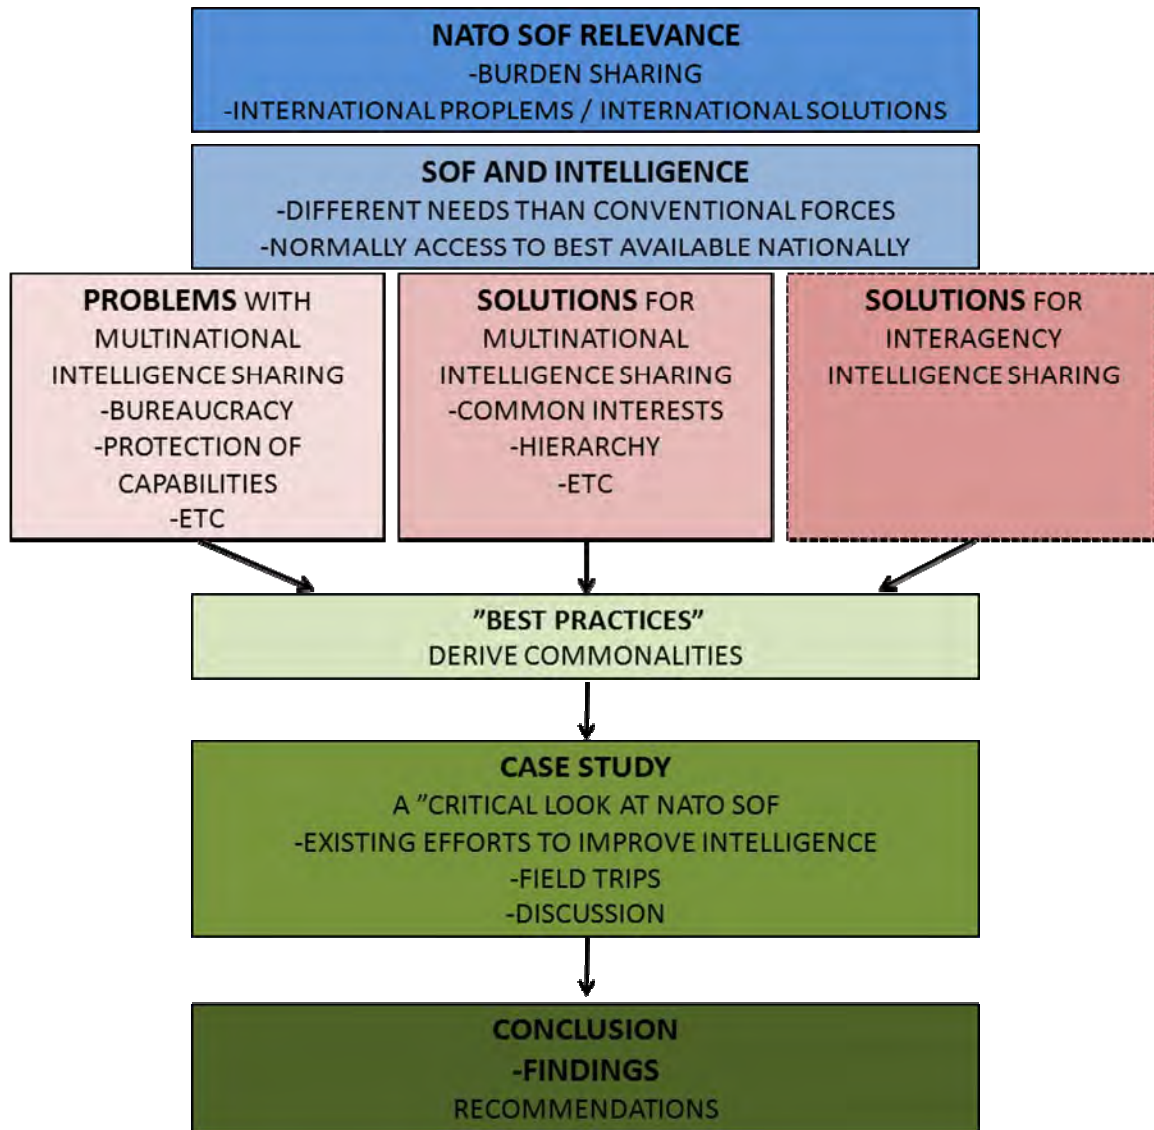 NATO SOF RELEVANCE
-BURDEN SHARING
-INTERNATIONAL PROPLEMS / INTERNATIONAL SOLUTIONS
SOF AND INTELLIGENCE
-DIFFERENT NEEDS THAN CONVENTIONAL FORCES
-NORMALLY ACCESS TO BEST AVAILABLE NATIONALLY
PROBLEMS WITH
MULTINATIONAL
INTELLIGENCE SHARING
-BUREAUCRACY
-PROTECTION OF
CAPABILITIES
-ETC
SOLUTIONS FOR
MULTINATIONAL
INTELLIGENCE SHARING
-COMMON INTERESTS
-HIERARCHY
-ETC
SOLUTIONS FOR
INTERAGENCY
INTELLIGENCE SHARING
”BEST PRACTICES”
DERIVE COMMONALITIES
CASE STUDY
A ”CRITICAL LOOK AT NATO SOF
-EXISTING EFFORTS TO IMPROVE INTELLIGENCE
-FIELD TRIPS
-DISCUSSION
CONCLUSION
-FINDINGS
RECOMMENDATIONS